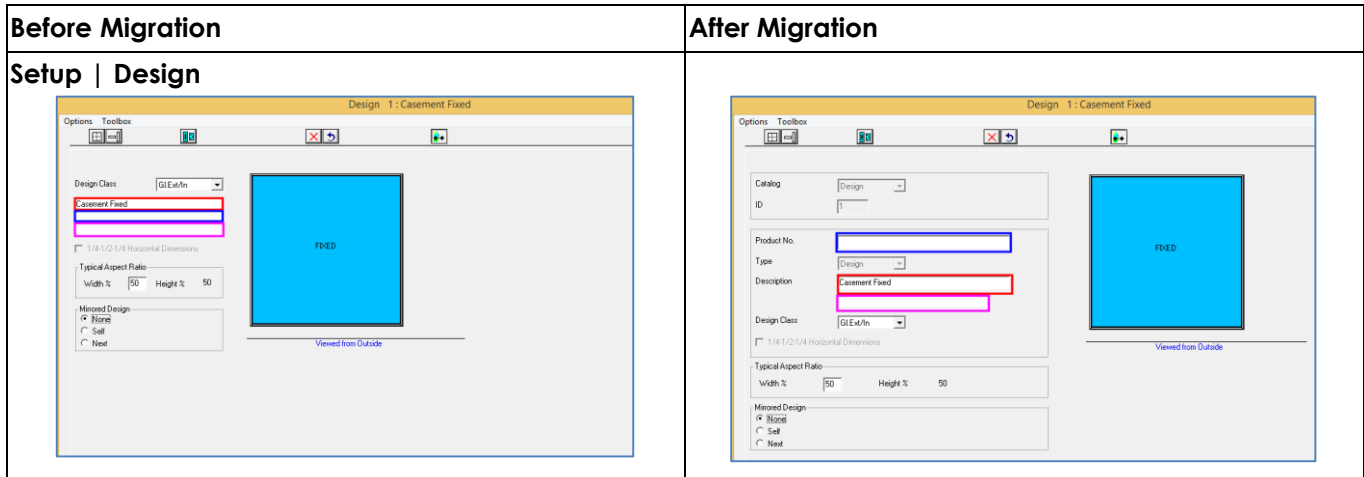 Before Migration
After Migration
Setup | Design
Design 1 : Casement Fixed
Options Toolbox
Design Class Gl.Ext/In
Casement Fixed
1/4-1/2-1/4 Horizontal Dimensions
Typical Aspect Ratio
Width % 50 Height % 50
Mirrored Design
None
Self
Next
FIXED
Viewed from Outside
Design 1 : Casement Fixed
Options Toolbox
Catalog Design
ID 1
Product No.
Type Design
Description Casement Fixed
Design Class Gl.Ext/In
1/4-1/2-1/4 Horizontal Dimensions
Typical Aspect Ratio
Width % 50 Height % 50
Mirrored Design
None
Self
Next
FIXED
Viewed from Outside